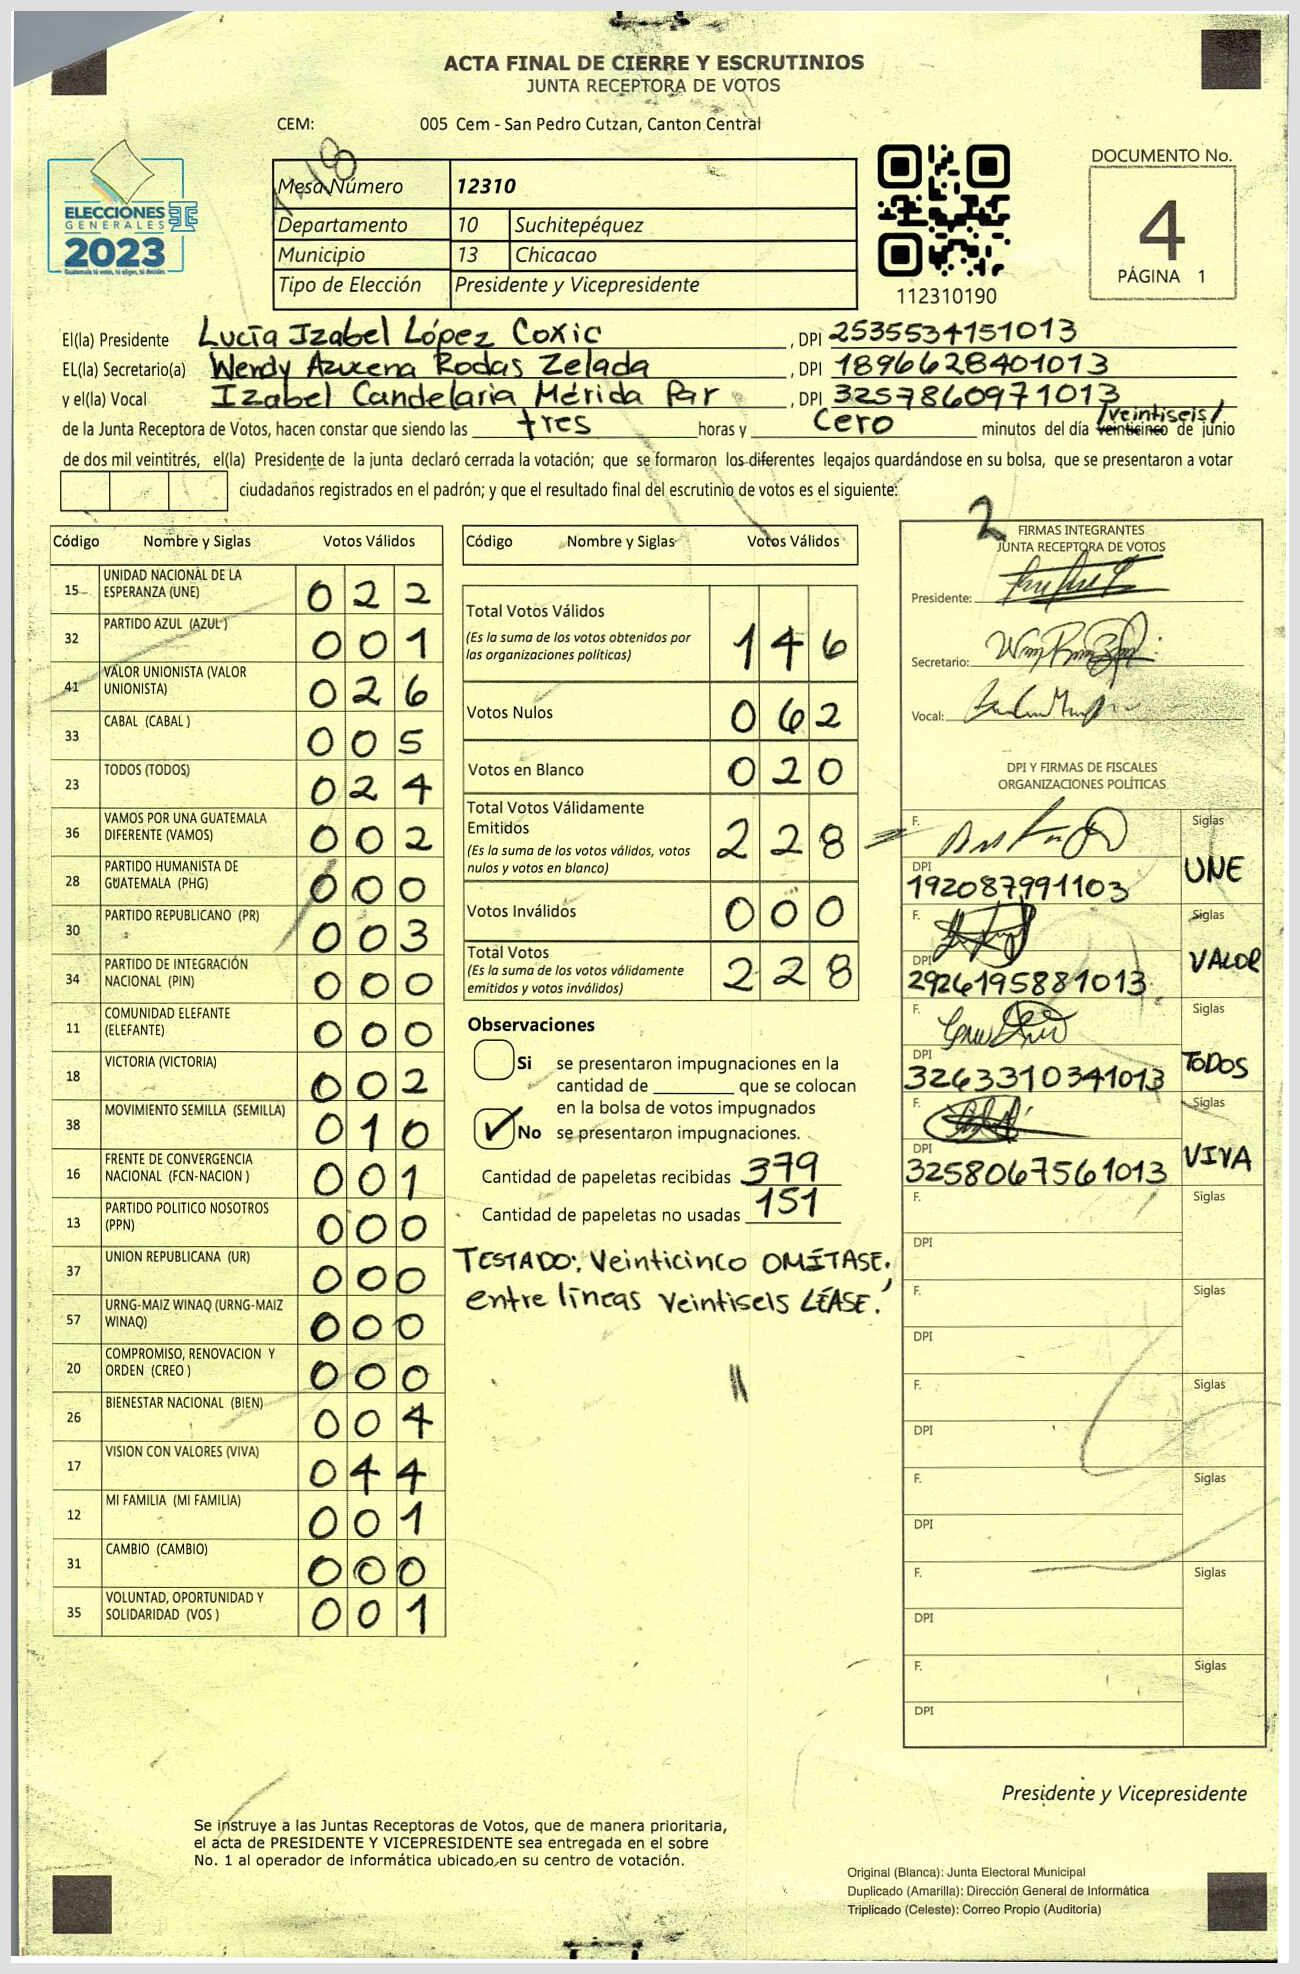 ACTA FINAL DE CIERRE Y ESCRUTINIOS
JUNTA RECEPTORA DE VOTOS
CEM: 005 Cem - San Pedro Cutzan, Canton Central
ELECCIONES
GENERALES
2023
Guatemala tú votas, tú eliges, tú decides
Mesa Número 12310
Departamento 10 Suchitepéquez
Municipio 13 Chicacao
Tipo de Elección Presidente y Vicepresidente
112310190
DOCUMENTO No.
4
PÁGINA 1
El(la) Presidente Lucía Izabel López Coxic , DPI 2535534151013
EL(la) Secretario(a) Wendy Azucena Rodas Zelada , DPI 1896628401013
y el(la) Vocal Izabel Candelaria Mérida Par , DPI 3257860971013
/veintiseis/
de la Junta Receptora de Votos, hacen constar que siendo las tres horas y Cero minutos del día veinticinco de junio
de dos mil veintitrés, el(la) Presidente de la junta declaró cerrada la votación; que se formaron los diferentes legajos guardándose en su bolsa, que se presentaron a votar
ciudadaños registrados en el padrón; y que el resultado final del escrutinio de votos es el siguiente:
Código Nombre y Siglas Votos Válidos
15 UNIDAD NACIONAL DE LA ESPERANZA (UNE) 022
32 PARTIDO AZUL (AZUL) 001
41 VALOR UNIONISTA (VALOR UNIONISTA) 026
33 CABAL (CABAL ) 005
23 TODOS (TODOS) 024
36 VAMOS POR UNA GUATEMALA DIFERENTE (VAMOS) 002
28 PARTIDO HUMANISTA DE GUATEMALA (PHG) 000
30 PARTIDO REPUBLICANO (PR) 003
34 PARTIDO DE INTEGRACIÓN NACIONAL (PIN) 000
11 COMUNIDAD ELEFANTE (ELEFANTE) 000
18 VICTORIA (VICTORIA) 002
38 MOVIMIENTO SEMILLA (SEMILLA) 010
16 FRENTE DE CONVERGENCIA NACIONAL (FCN-NACION ) 001
13 PARTIDO POLITICO NOSOTROS (PPN) 000
37 UNION REPUBLICANA (UR) 000
57 URNG-MAIZ WINAQ (URNG-MAIZ WINAQ) 000
20 COMPROMISO, RENOVACION Y ORDEN (CREO ) 000
26 BIENESTAR NACIONAL (BIEN) 004
17 VISION CON VALORES (VIVA) 044
12 MI FAMILIA (MI FAMILIA) 001
31 CAMBIO (CAMBIO) 000
35 VOLUNTAD, OPORTUNIDAD Y SOLIDARIDAD (VOS ) 001
Código Nombre y Siglas Votos Válidos
Total Votos Válidos 146
(Es la suma de los votos obtenidos por
las organizaciones políticas)
Votos Nulos 062
Votos en Blanco 020
Total Votos Válidamente
Emitidos 228
(Es la suma de los votos válidos, votos
nulos y votos en blanco)
Votos Inválidos 000
Total Votos 228
(Es la suma de los votos válidamente
emitidos y votos inválidos)
Observaciones
Si se presentaron impugnaciones en la
cantidad de que se colocan
en la bolsa de votos impugnados
No se presentaron impugnaciones.
Cantidad de papeletas recibidas 379
Cantidad de papeletas no usadas 151
TESTADO: Veinticinco OMÍTASE.
entre líneas veintiseis LÉASE.
2
FIRMAS INTEGRANTES
JUNTA RECEPTORA DE VOTOS
Presidente:
Secretario:
Vocal:
DPI Y FIRMAS DE FISCALES
ORGANIZACIONES POLÍTICAS
F. Siglas
DPI UNE
192087991103
F. Siglas
DPI VALOR
2926195881013
F. Siglas
DPI TODOS
3263310341013
F. Siglas
DPI VIVA
3258067561013
F. Siglas
DPI
F. Siglas
DPI
F. Siglas
DPI
F. Siglas
DPI
F. Siglas
DPI
F. Siglas
DPI
Presidente y Vicepresidente
Se instruye a las Juntas Receptoras de Votos, que de manera prioritaria,
el acta de PRESIDENTE Y VICEPRESIDENTE sea entregada en el sobre
No. 1 al operador de informática ubicado en su centro de votación.
Original (Blanca): Junta Electoral Municipal
Duplicado (Amarilla): Dirección General de Informática
Triplicado (Celeste): Correo Propio (Auditoría)